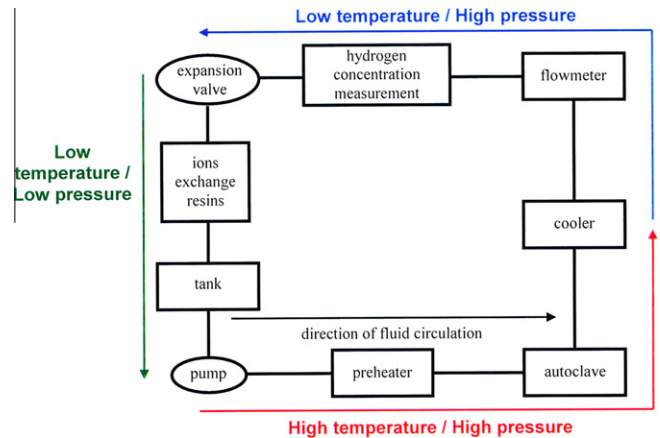 Low temperature / High pressure
expansion
valve
hydrogen
concentration
measurement
flowmeter
Low
temperature /
Low pressure
ions
exchange
resins
cooler
tank
direction of fluid circulation
pump
preheater
autoclave
High temperature / High pressure